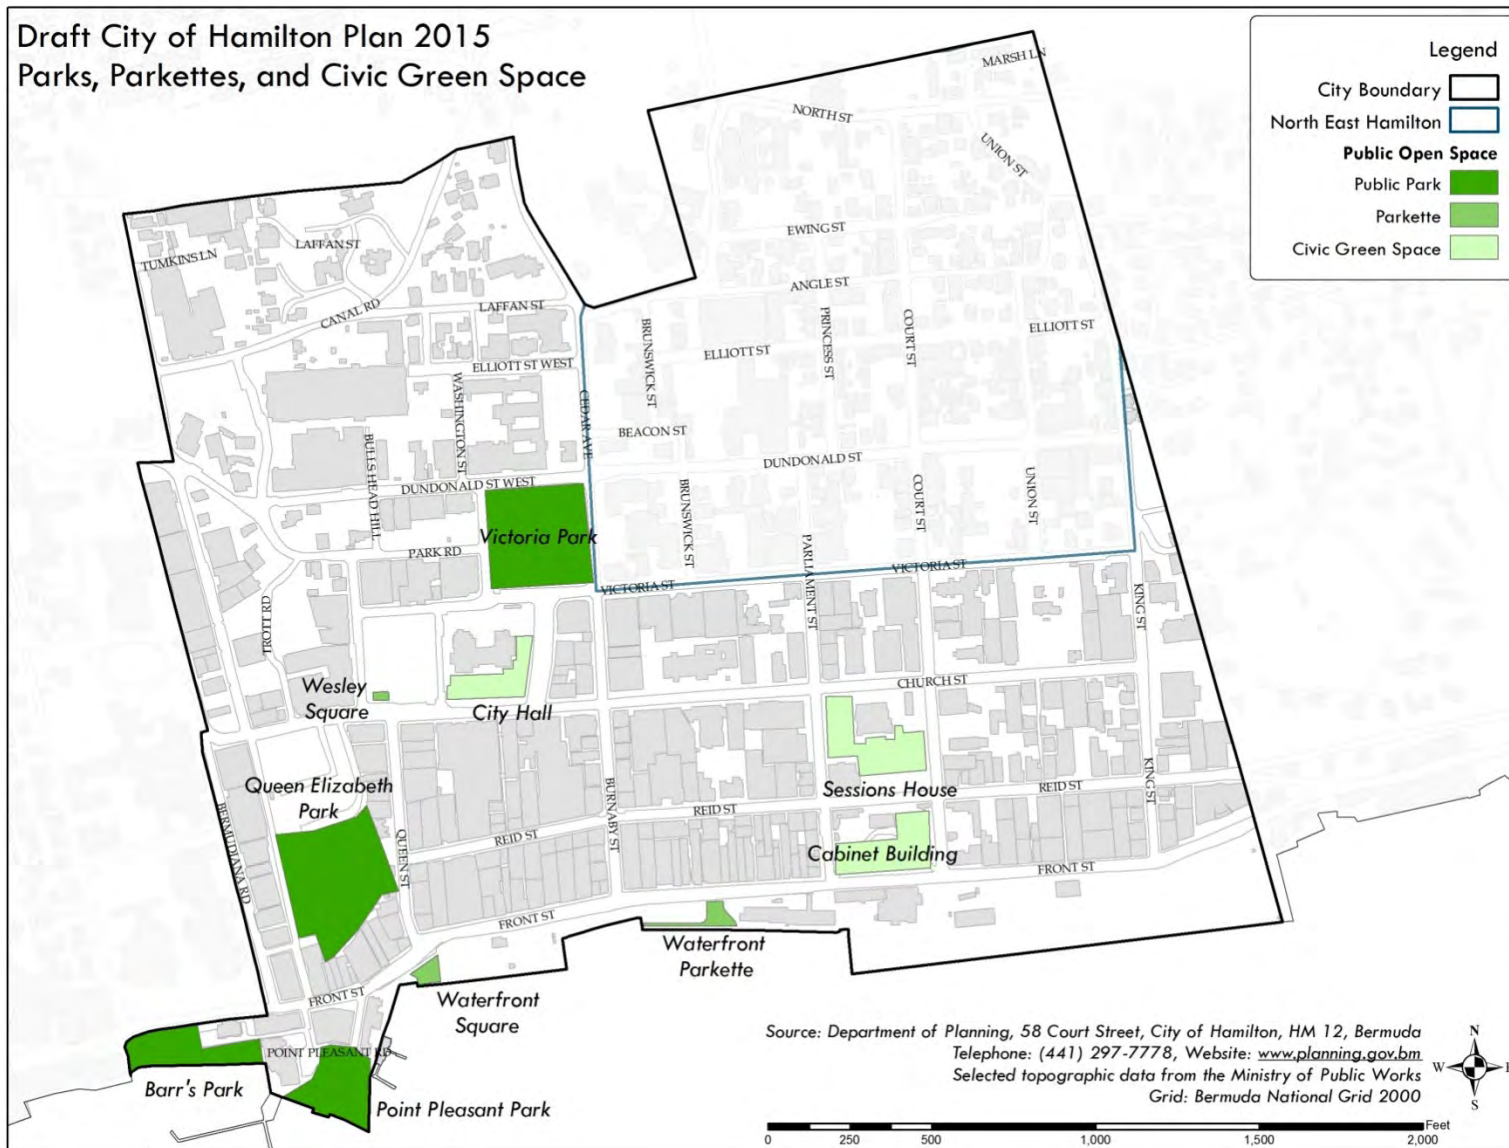 Draft City of Hamilton Plan 2015
Parks, Parkettes, and Civic Green Space
Legend
City Boundary
North East Hamilton
Public Open Space
Public Park
Parkette
Civic Green Space
MARSH LN
NORTH ST
UNION ST
EWING ST
LAFFAN ST
TUMKINS LN
ANGLE ST
CANAL RD
LAFFAN ST
BRUNSWICK ST
PRINCESS ST
COURT ST
ELLIOTT ST
ELLIOTT ST
ELLIOTT ST WEST
WASHINGTON ST
CEDAR AVE
BEACON ST
BULLS HEAD HILL
DUNDONALD ST
DUNDONALD ST WEST
BRUNSWICK ST
COURT ST
UNION ST
Victoria Park
PARK RD
PARLIAMENT ST
VICTORIA ST
VICTORIA ST
KING ST
TROTT RD
Wesley
Square
City Hall
CHURCH ST
Queen Elizabeth
Park
BERMUDIANA RD
QUEEN ST
BURNABY ST
Sessions House
REID ST
KING ST
REID ST
REID ST
Cabinet Building
FRONT ST
FRONT ST
Waterfront
Parkette
FRONT ST
Waterfront
Square
POINT PLEASANT RD
Barr's Park
Point Pleasant Park
Source: Department of Planning, 58 Court Street, City of Hamilton, HM 12, Bermuda
Telephone: (441) 297-7778, Website: www.planning.gov.bm
Selected topographic data from the Ministry of Public Works
Grid: Bermuda National Grid 2000
N
W E
S
Feet
0 250 500 1,000 1,500 2,000